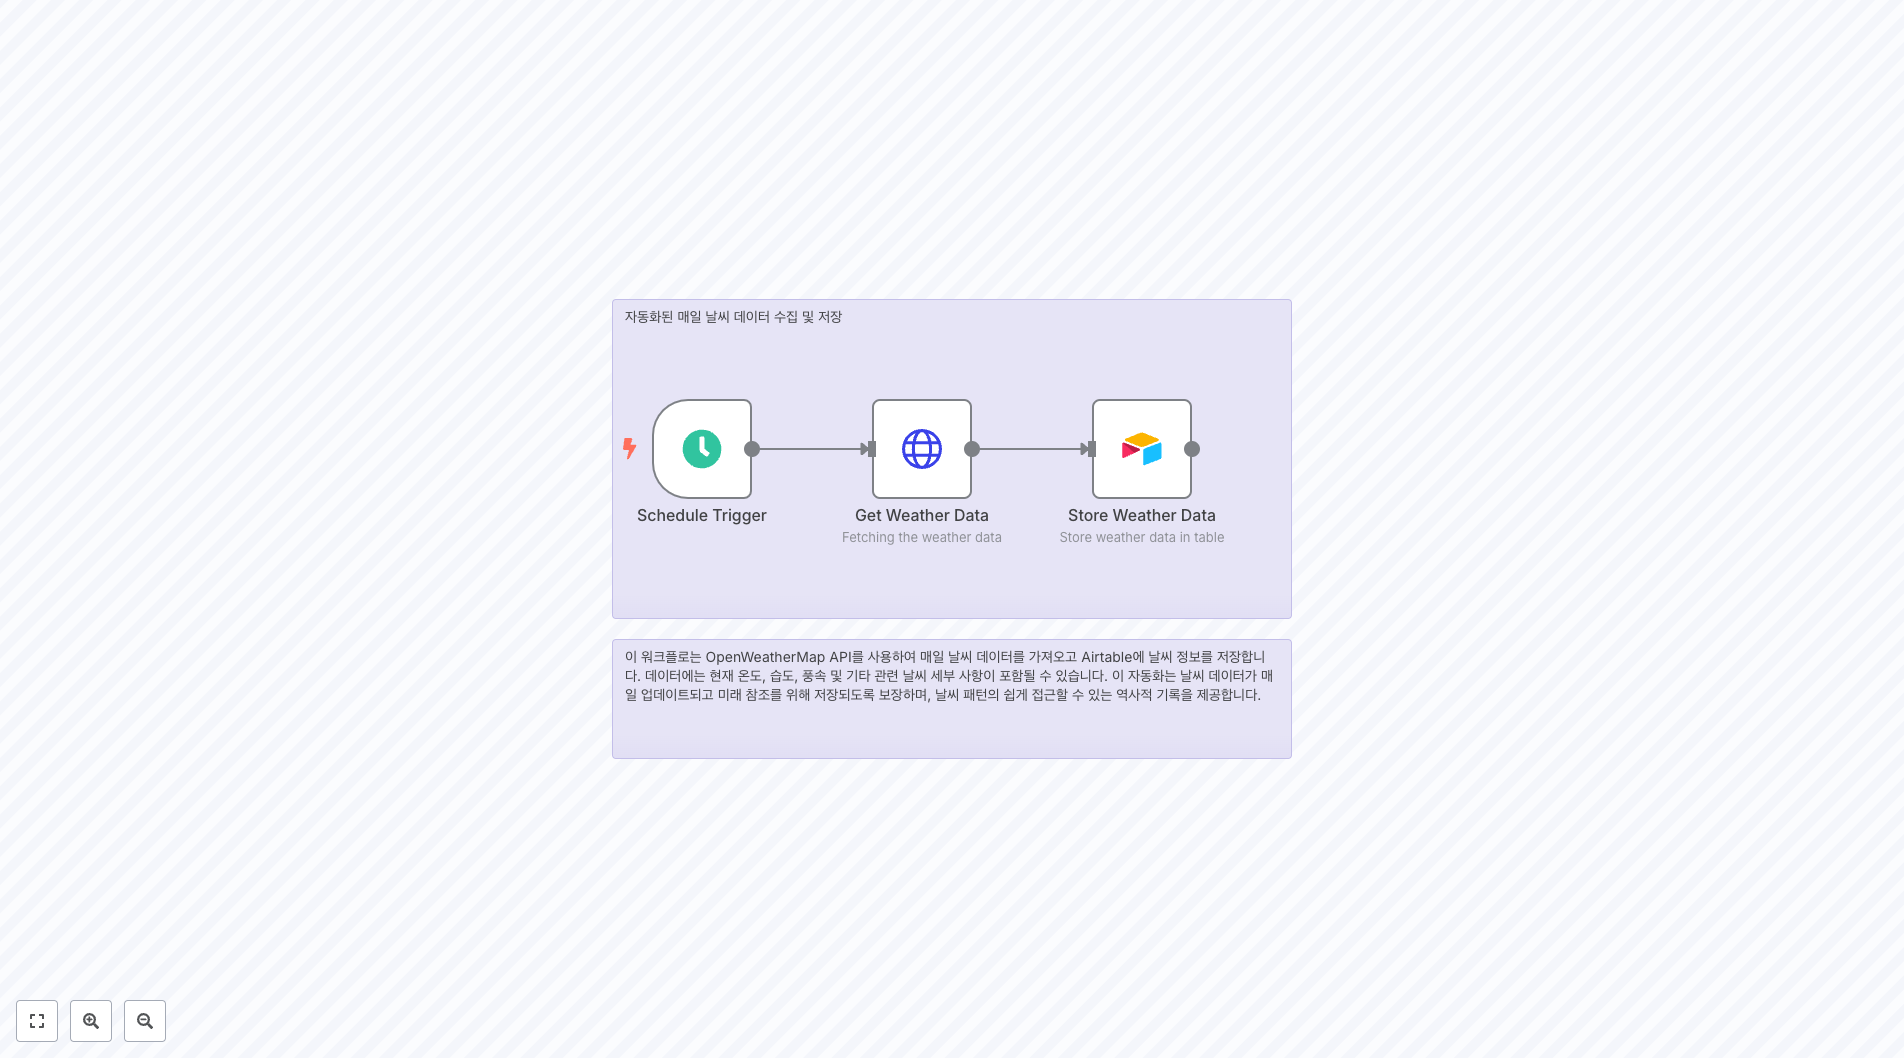 자동화된 매일 날씨 데이터 수집 및 저장
Schedule Trigger
Get Weather Data
Fetching the weather data
Store Weather Data
Store weather data in table
이 워크플로는 OpenWeatherMap API를 사용하여 매일 날씨 데이터를 가져오고 Airtable에 날씨 정보를 저장합니
다. 데이터에는 현재 온도, 습도, 풍속 및 기타 관련 날씨 세부 사항이 포함될 수 있습니다. 이 자동화는 날씨 데이터가 매
일 업데이트되고 미래 참조를 위해 저장되도록 보장하며, 날씨 패턴의 쉽게 접근할 수 있는 역사적 기록을 제공합니다.